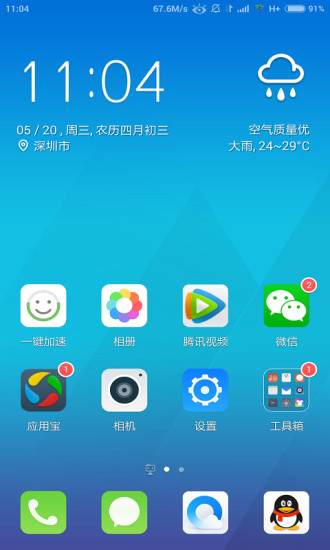 11:04 67.6M/s H+ 91%
11:04
05 / 20 , 周三, 农历四月初三
深圳市
空气质量优
大雨, 24~29°C
2
一键加速 相册 腾讯视频 微信
1 1
应用宝 相机 设置 工具箱